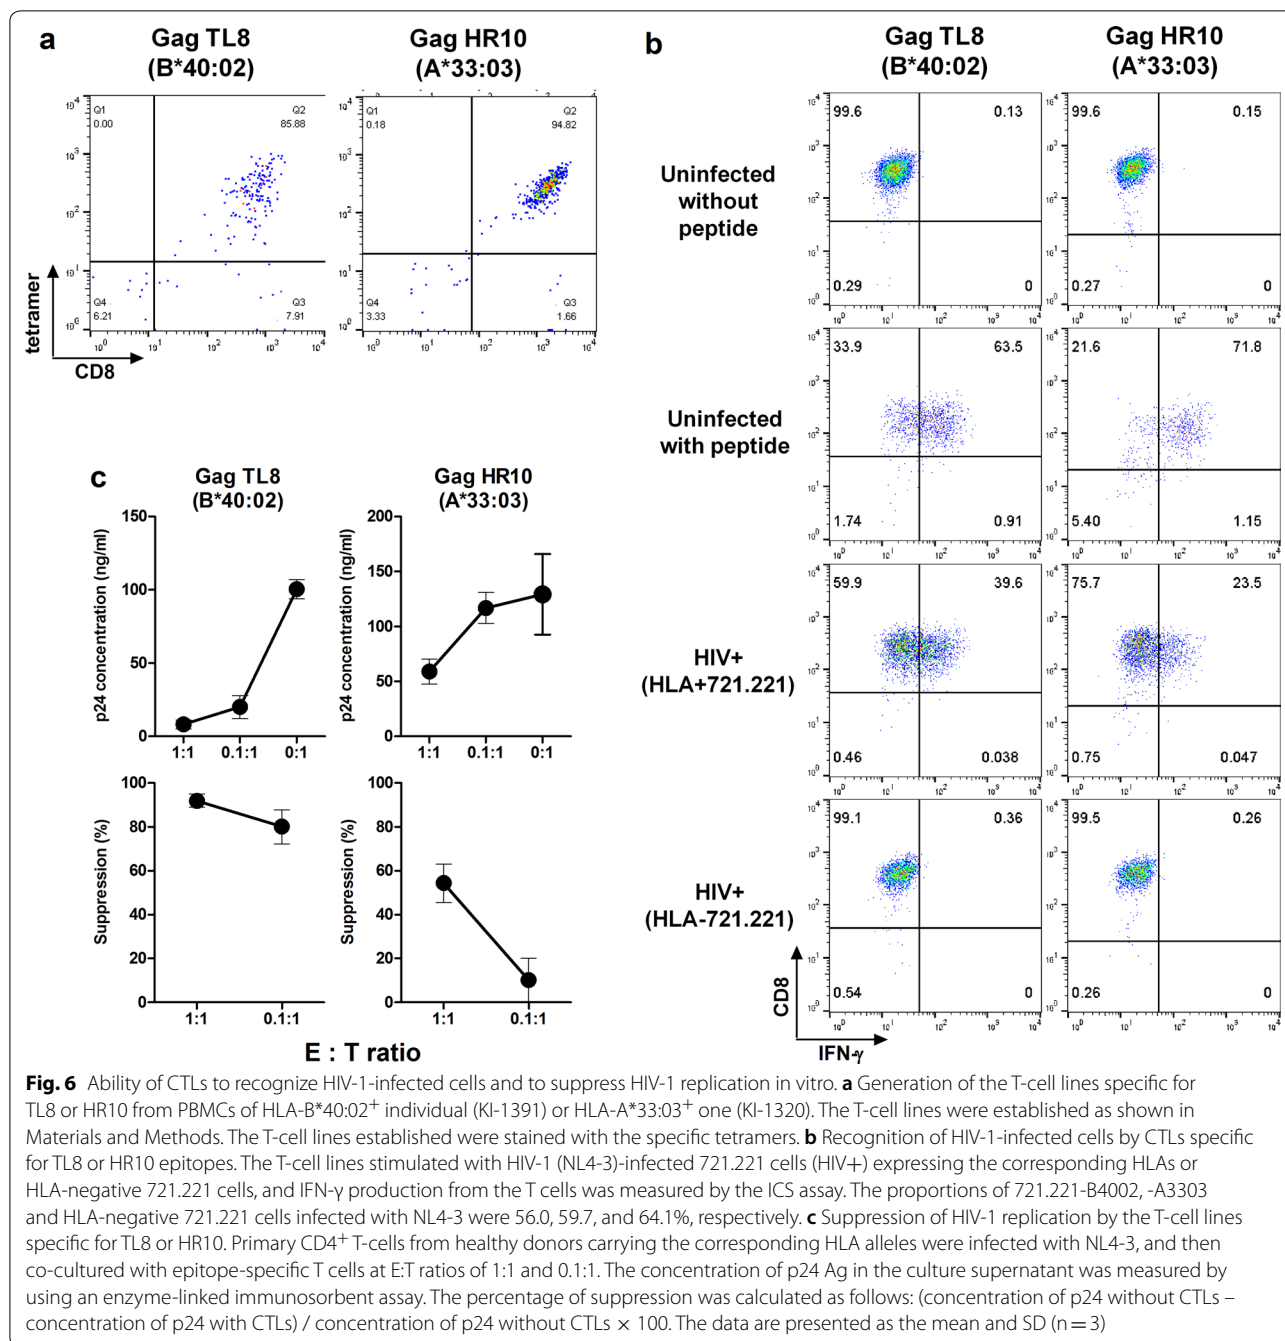 a
Gag TL8
(B*40:02)
Gag HR10
(A*33:03)
10⁴
10³
10²
10¹
10⁰
Q1
0.00
Q2
85.88
Q4
6.21
Q3
7.91
10⁰ 10¹ 10² 10³ 10⁴
Q1
0.18
Q2
94.82
Q4
3.33
Q3
1.66
10⁰ 10¹ 10² 10³ 10⁴
tetramer
CD8
b
Gag TL8
(B*40:02)
Gag HR10
(A*33:03)
Uninfected
without
peptide
99.6 0.13
0.29 0
99.6 0.15
0.27 0
Uninfected
with peptide
33.9 63.5
1.74 0.91
21.6 71.8
5.40 1.15
HIV+
(HLA+721.221)
59.9 39.6
0.46 0.038
75.7 23.5
0.75 0.047
HIV+
(HLA-721.221)
99.1 0.36
0.54 0
99.5 0.26
0.26 0
CD8
IFN-γ
c
Gag TL8
(B*40:02)
Gag HR10
(A*33:03)
p24 concentration (ng/ml)
150
100
50
0
1:1 0.1:1 0:1
p24 concentration (ng/ml)
200
150
100
50
0
1:1 0.1:1 0:1
Suppression (%)
100
80
60
40
20
0
1:1 0.1:1
Suppression (%)
100
80
60
40
20
0
1:1 0.1:1
E : T ratio
Fig. 6 Ability of CTLs to recognize HIV-1-infected cells and to suppress HIV-1 replication in vitro. a Generation of the T-cell lines specific for
TL8 or HR10 from PBMCs of HLA-B*40:02⁺ individual (KI-1391) or HLA-A*33:03⁺ one (KI-1320). The T-cell lines were established as shown in
Materials and Methods. The T-cell lines established were stained with the specific tetramers. b Recognition of HIV-1-infected cells by CTLs specific
for TL8 or HR10 epitopes. The T-cell lines stimulated with HIV-1 (NL4-3)-infected 721.221 cells (HIV+) expressing the corresponding HLAs or
HLA-negative 721.221 cells, and IFN-γ production from the T cells was measured by the ICS assay. The proportions of 721.221-B4002, -A3303
and HLA-negative 721.221 cells infected with NL4-3 were 56.0, 59.7, and 64.1%, respectively. c Suppression of HIV-1 replication by the T-cell lines
specific for TL8 or HR10. Primary CD4⁺ T-cells from healthy donors carrying the corresponding HLA alleles were infected with NL4-3, and then
co-cultured with epitope-specific T cells at E:T ratios of 1:1 and 0.1:1. The concentration of p24 Ag in the culture supernatant was measured by
using an enzyme-linked immunosorbent assay. The percentage of suppression was calculated as follows: (concentration of p24 without CTLs –
concentration of p24 with CTLs) / concentration of p24 without CTLs × 100. The data are presented as the mean and SD (n = 3)